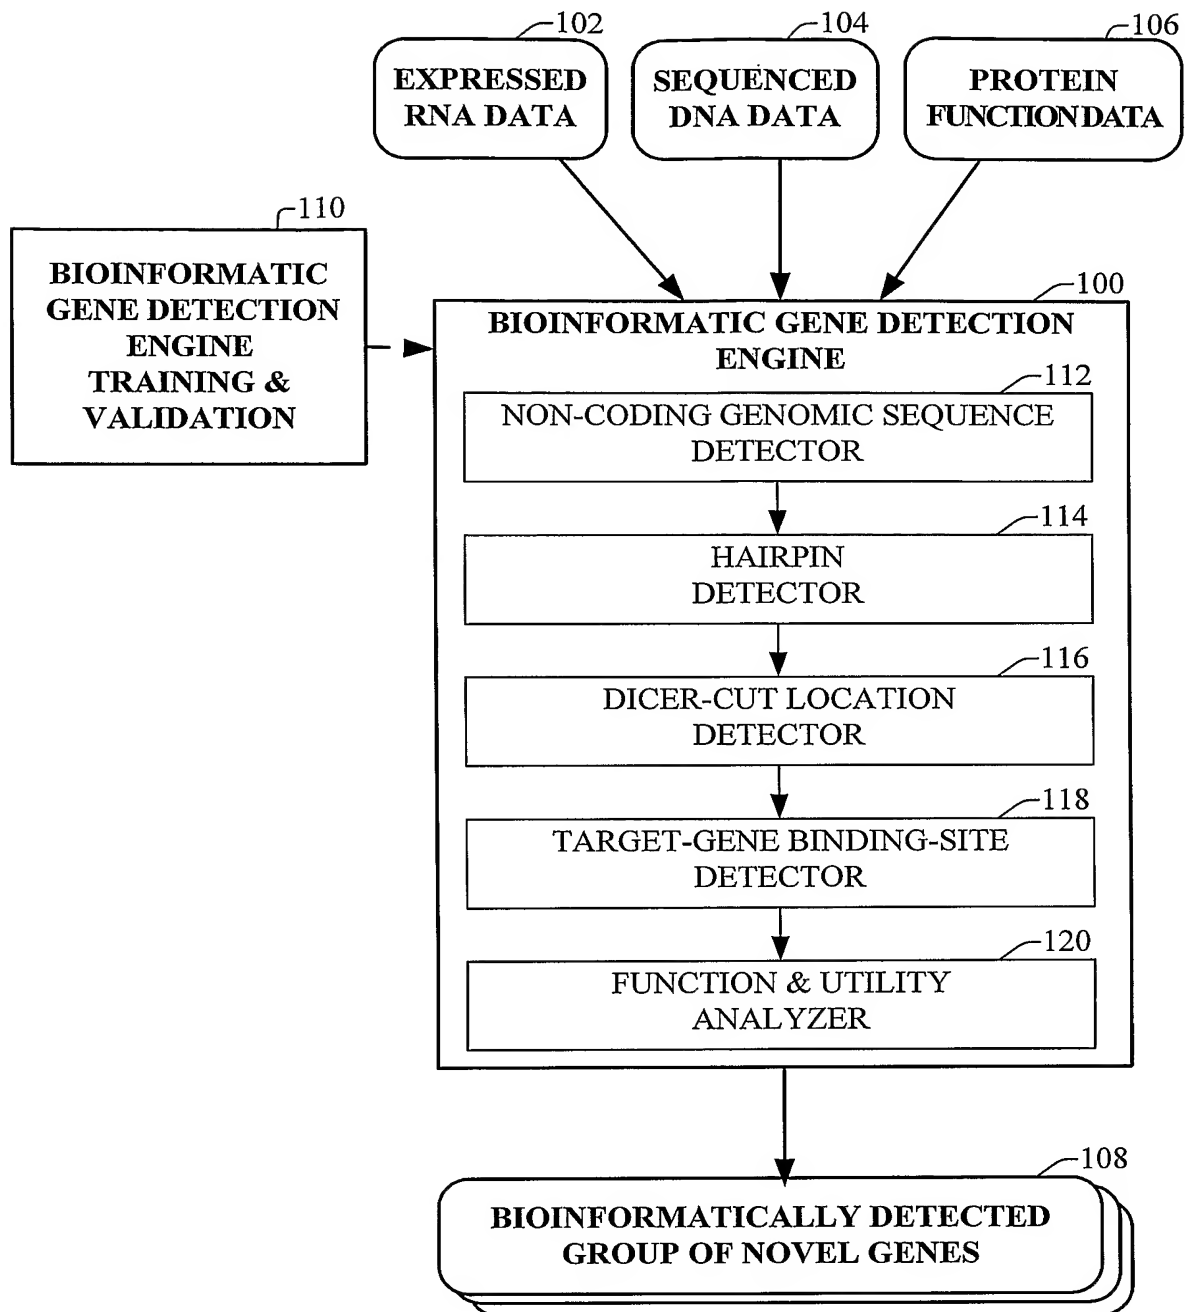 102
EXPRESSED
RNA DATA
104
SEQUENCED
DNA DATA
106
PROTEIN
FUNCTION DATA
110
BIOINFORMATIC
GENE DETECTION
ENGINE
TRAINING &
VALIDATION
100
BIOINFORMATIC GENE DETECTION
ENGINE
112
NON-CODING GENOMIC SEQUENCE
DETECTOR
114
HAIRPIN
DETECTOR
116
DICER-CUT LOCATION
DETECTOR
118
TARGET-GENE BINDING-SITE
DETECTOR
120
FUNCTION & UTILITY
ANALYZER
108
BIOINFORMATICALLY DETECTED
GROUP OF NOVEL GENES